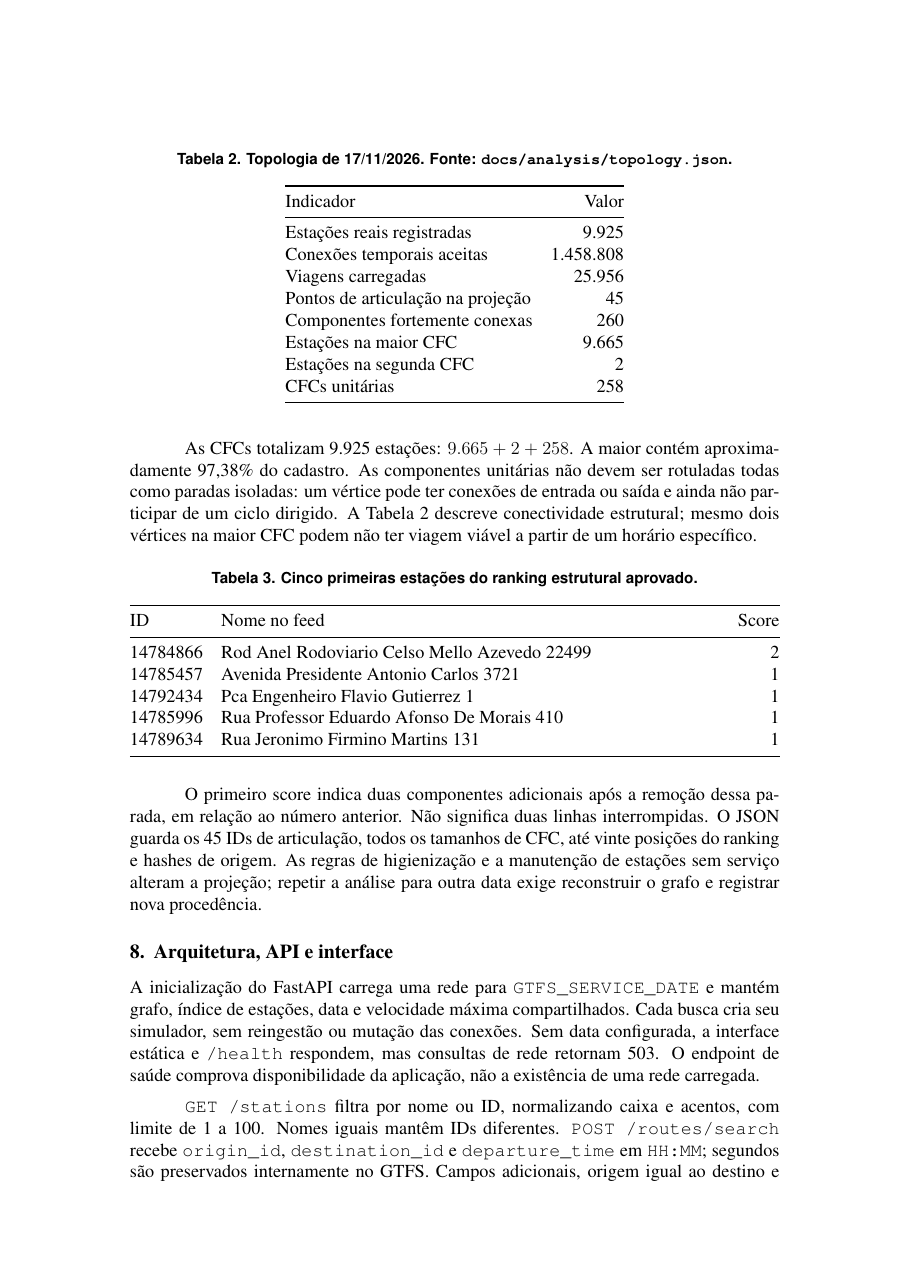 Tabela 2. Topologia de 17/11/2026. Fonte: docs/analysis/topology.json.
Indicador Valor
Estações reais registradas 9.925
Conexões temporais aceitas 1.458.808
Viagens carregadas 25.956
Pontos de articulação na projeção 45
Componentes fortemente conexas 260
Estações na maior CFC 9.665
Estações na segunda CFC 2
CFCs unitárias 258
As CFCs totalizam 9.925 estações: 9.665 + 2 + 258. A maior contém aproxima-
damente 97,38% do cadastro. As componentes unitárias não devem ser rotuladas todas
como paradas isoladas: um vértice pode ter conexões de entrada ou saída e ainda não par-
ticipar de um ciclo dirigido. A Tabela 2 descreve conectividade estrutural; mesmo dois
vértices na maior CFC podem não ter viagem viável a partir de um horário específico.
Tabela 3. Cinco primeiras estações do ranking estrutural aprovado.
ID Nome no feed Score
14784866 Rod Anel Rodoviario Celso Mello Azevedo 22499 2
14785457 Avenida Presidente Antonio Carlos 3721 1
14792434 Pca Engenheiro Flavio Gutierrez 1 1
14785996 Rua Professor Eduardo Afonso De Morais 410 1
14789634 Rua Jeronimo Firmino Martins 131 1
O primeiro score indica duas componentes adicionais após a remoção dessa pa-
rada, em relação ao número anterior. Não significa duas linhas interrompidas. O JSON
guarda os 45 IDs de articulação, todos os tamanhos de CFC, até vinte posições do ranking
e hashes de origem. As regras de higienização e a manutenção de estações sem serviço
alteram a projeção; repetir a análise para outra data exige reconstruir o grafo e registrar
nova procedência.
8. Arquitetura, API e interface
A inicialização do FastAPI carrega uma rede para GTFS_SERVICE_DATE e mantém
grafo, índice de estações, data e velocidade máxima compartilhados. Cada busca cria seu
simulador, sem reingestão ou mutação das conexões. Sem data configurada, a interface
estática e /health respondem, mas consultas de rede retornam 503. O endpoint de
saúde comprova disponibilidade da aplicação, não a existência de uma rede carregada.
GET /stations filtra por nome ou ID, normalizando caixa e acentos, com
limite de 1 a 100. Nomes iguais mantêm IDs diferentes. POST /routes/search
recebe origin_id, destination_id e departure_time em HH:MM; segundos
são preservados internamente no GTFS. Campos adicionais, origem igual ao destino e